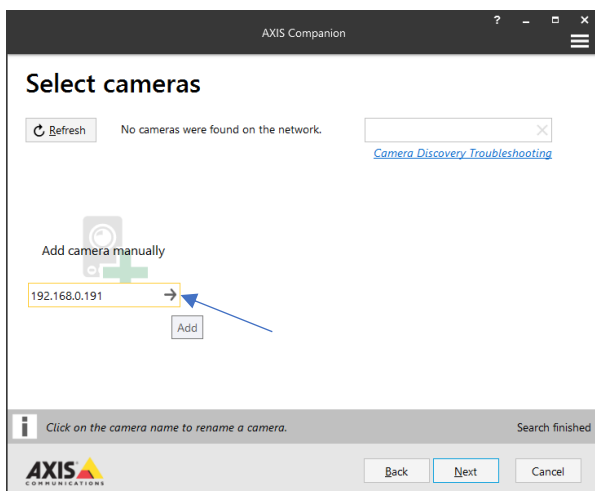 AXIS Companion
?
Select cameras
Refresh
No cameras were found on the network.
Camera Discovery Troubleshooting
Add camera manually
192.168.0.191
Add
i
Click on the camera name to rename a camera.
Search finished
AXIS
COMMUNICATIONS
Back
Next
Cancel